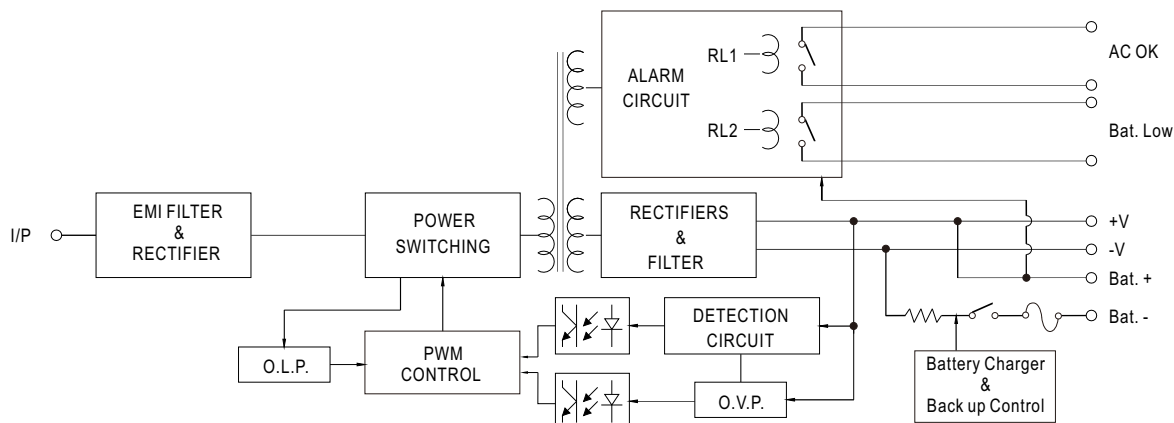 RL1
AC OK
ALARM
CIRCUIT
RL2
Bat. Low
I/P
EMI FILTER
&
RECTIFIER
POWER
SWITCHING
RECTIFIERS
&
FILTER
+V
-V
Bat. +
Bat. -
DETECTION
CIRCUIT
O.L.P.
PWM
CONTROL
O.V.P.
Battery Charger
&
Back up Control